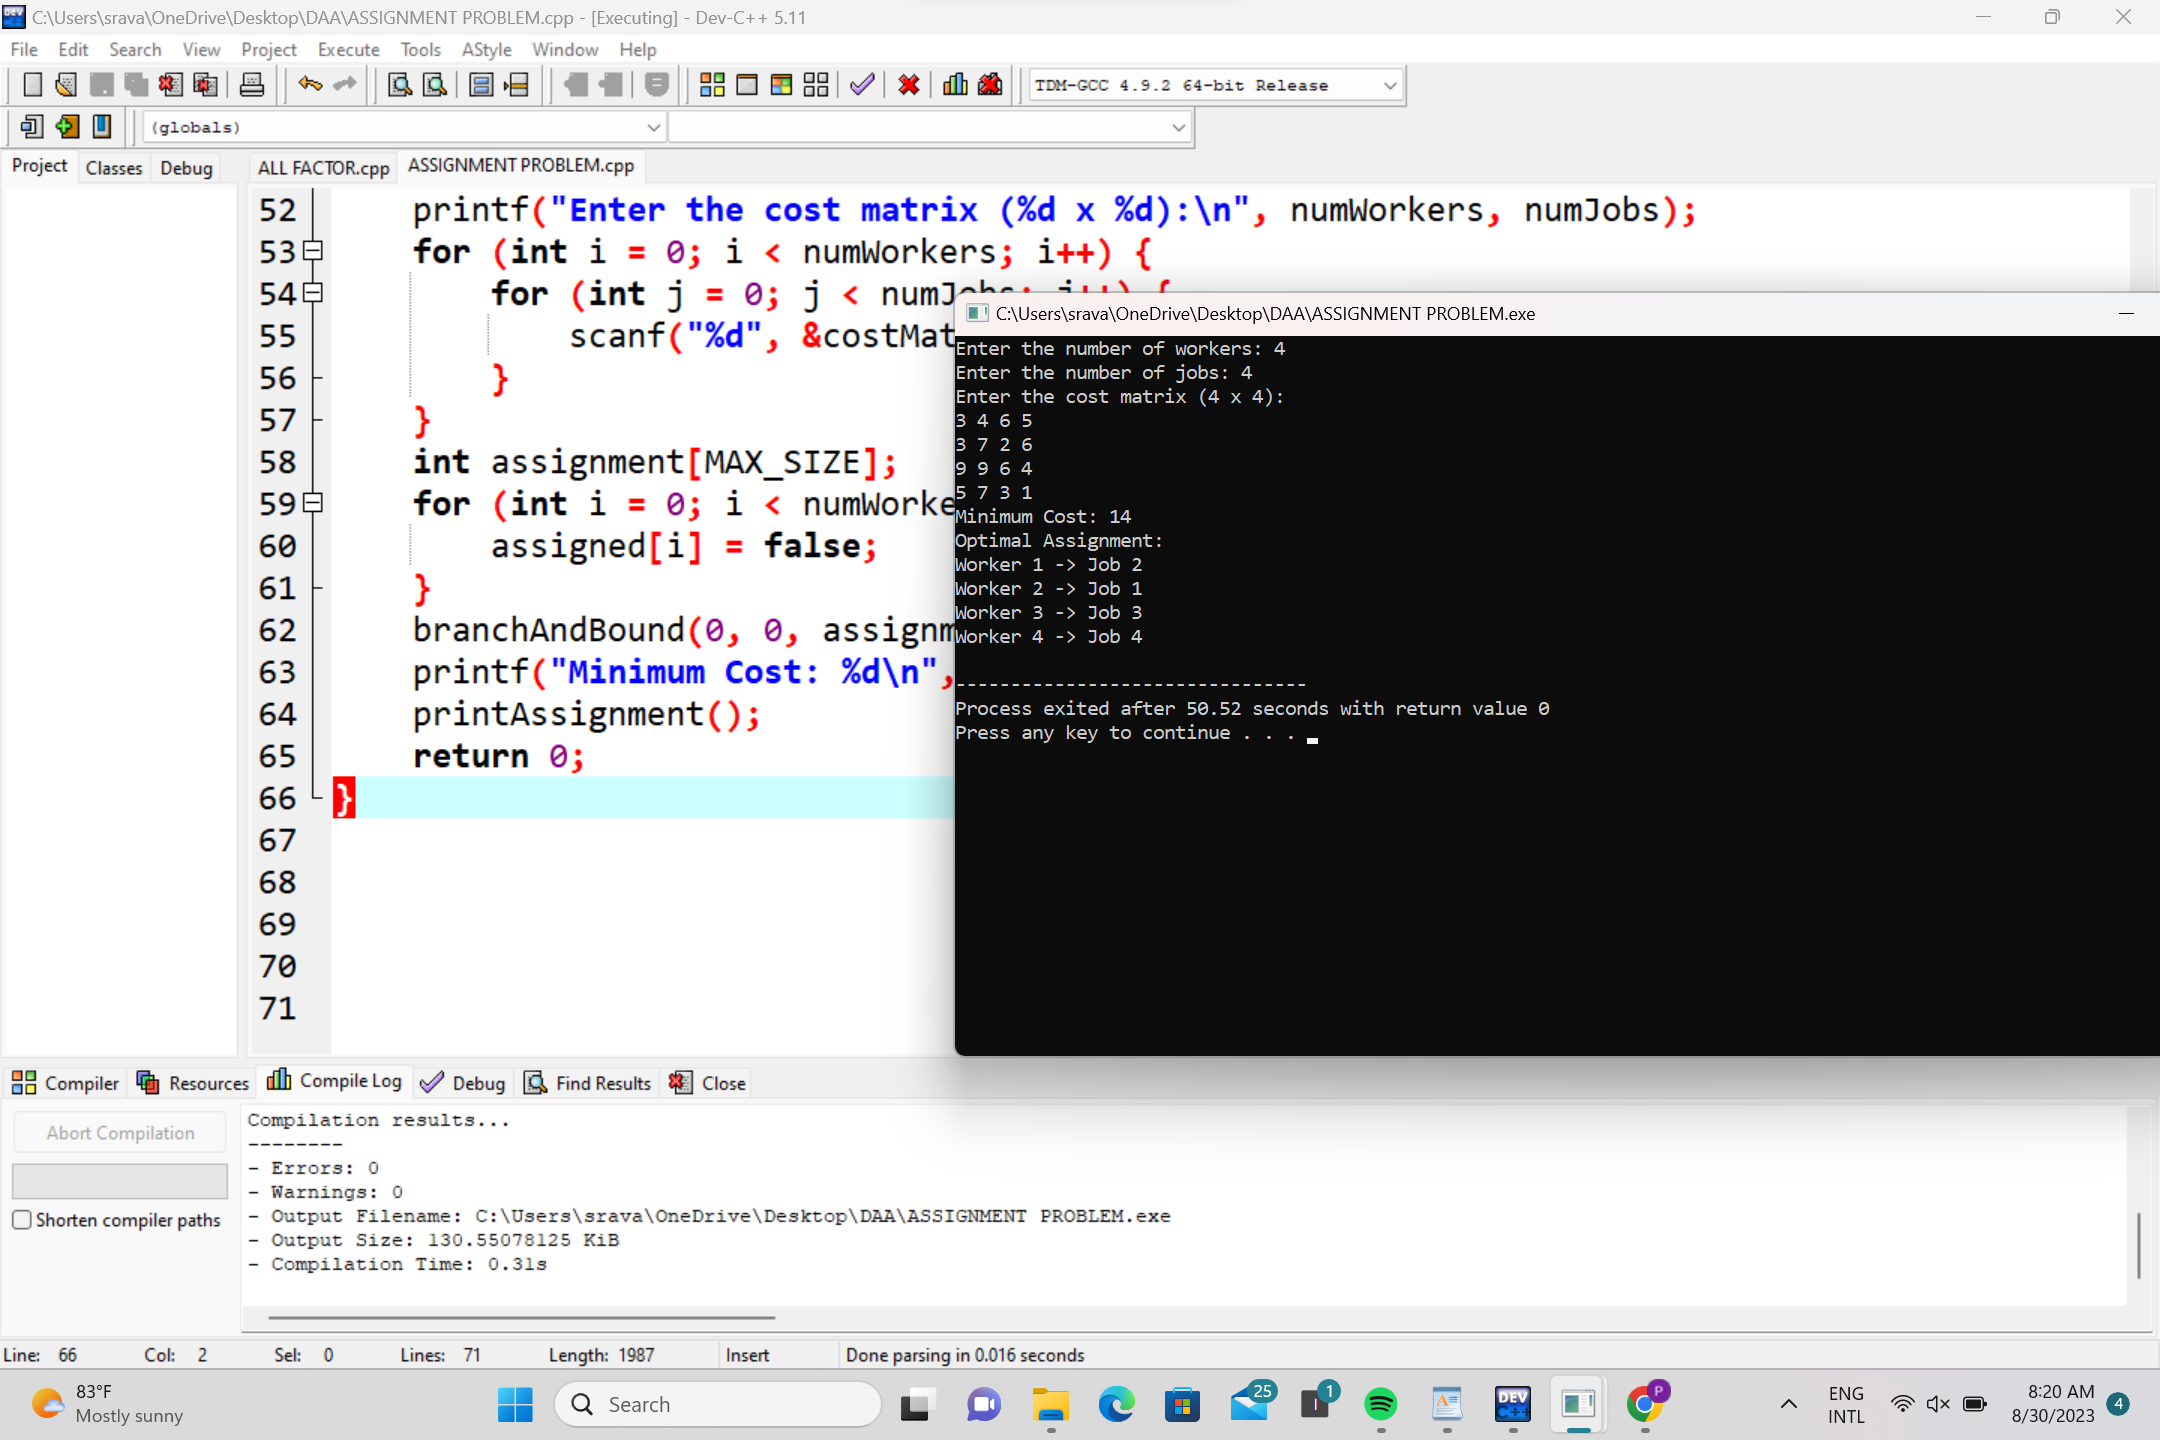 C:\Users\srava\OneDrive\Desktop\DAA\ASSIGNMENT PROBLEM.cpp - [Executing] - Dev-C++ 5.11
File Edit Search View Project Execute Tools AStyle Window Help
TDM-GCC 4.9.2 64-bit Release
(globals)
Project Classes Debug ALL FACTOR.cpp ASSIGNMENT PROBLEM.cpp
52 printf("Enter the cost matrix (%d x %d):\n", numWorkers, numJobs);
53 for (int i = 0; i < numWorkers; i++) {
54 for (int j = 0; j < numJobs; j++) {
55 scanf("%d", &costMat
56 }
57 }
58 int assignment[MAX_SIZE];
59 for (int i = 0; i < numWorke
60 assigned[i] = false;
61 }
62 branchAndBound(0, 0, assignm
63 printf("Minimum Cost: %d\n",
64 printAssignment();
65 return 0;
66 }
67
68
69
70
71
C:\Users\srava\OneDrive\Desktop\DAA\ASSIGNMENT PROBLEM.exe
Enter the number of workers: 4
Enter the number of jobs: 4
Enter the cost matrix (4 x 4):
3 4 6 5
3 7 2 6
9 9 6 4
5 7 3 1
Minimum Cost: 14
Optimal Assignment:
Worker 1 -> Job 2
Worker 2 -> Job 1
Worker 3 -> Job 3
Worker 4 -> Job 4
--------------------------------
Process exited after 50.52 seconds with return value 0
Press any key to continue . . .
Compiler Resources Compile Log Debug Find Results Close
Abort Compilation
Shorten compiler paths
Compilation results...
--------
- Errors: 0
- Warnings: 0
- Output Filename: C:\Users\srava\OneDrive\Desktop\DAA\ASSIGNMENT PROBLEM.exe
- Output Size: 130.55078125 KiB
- Compilation Time: 0.31s
Line: 66 Col: 2 Sel: 0 Lines: 71 Length: 1987 Insert Done parsing in 0.016 seconds
83°F
Mostly sunny
Search
25
1
DEV
C++
P
ENG
INTL
8:20 AM
8/30/2023
4